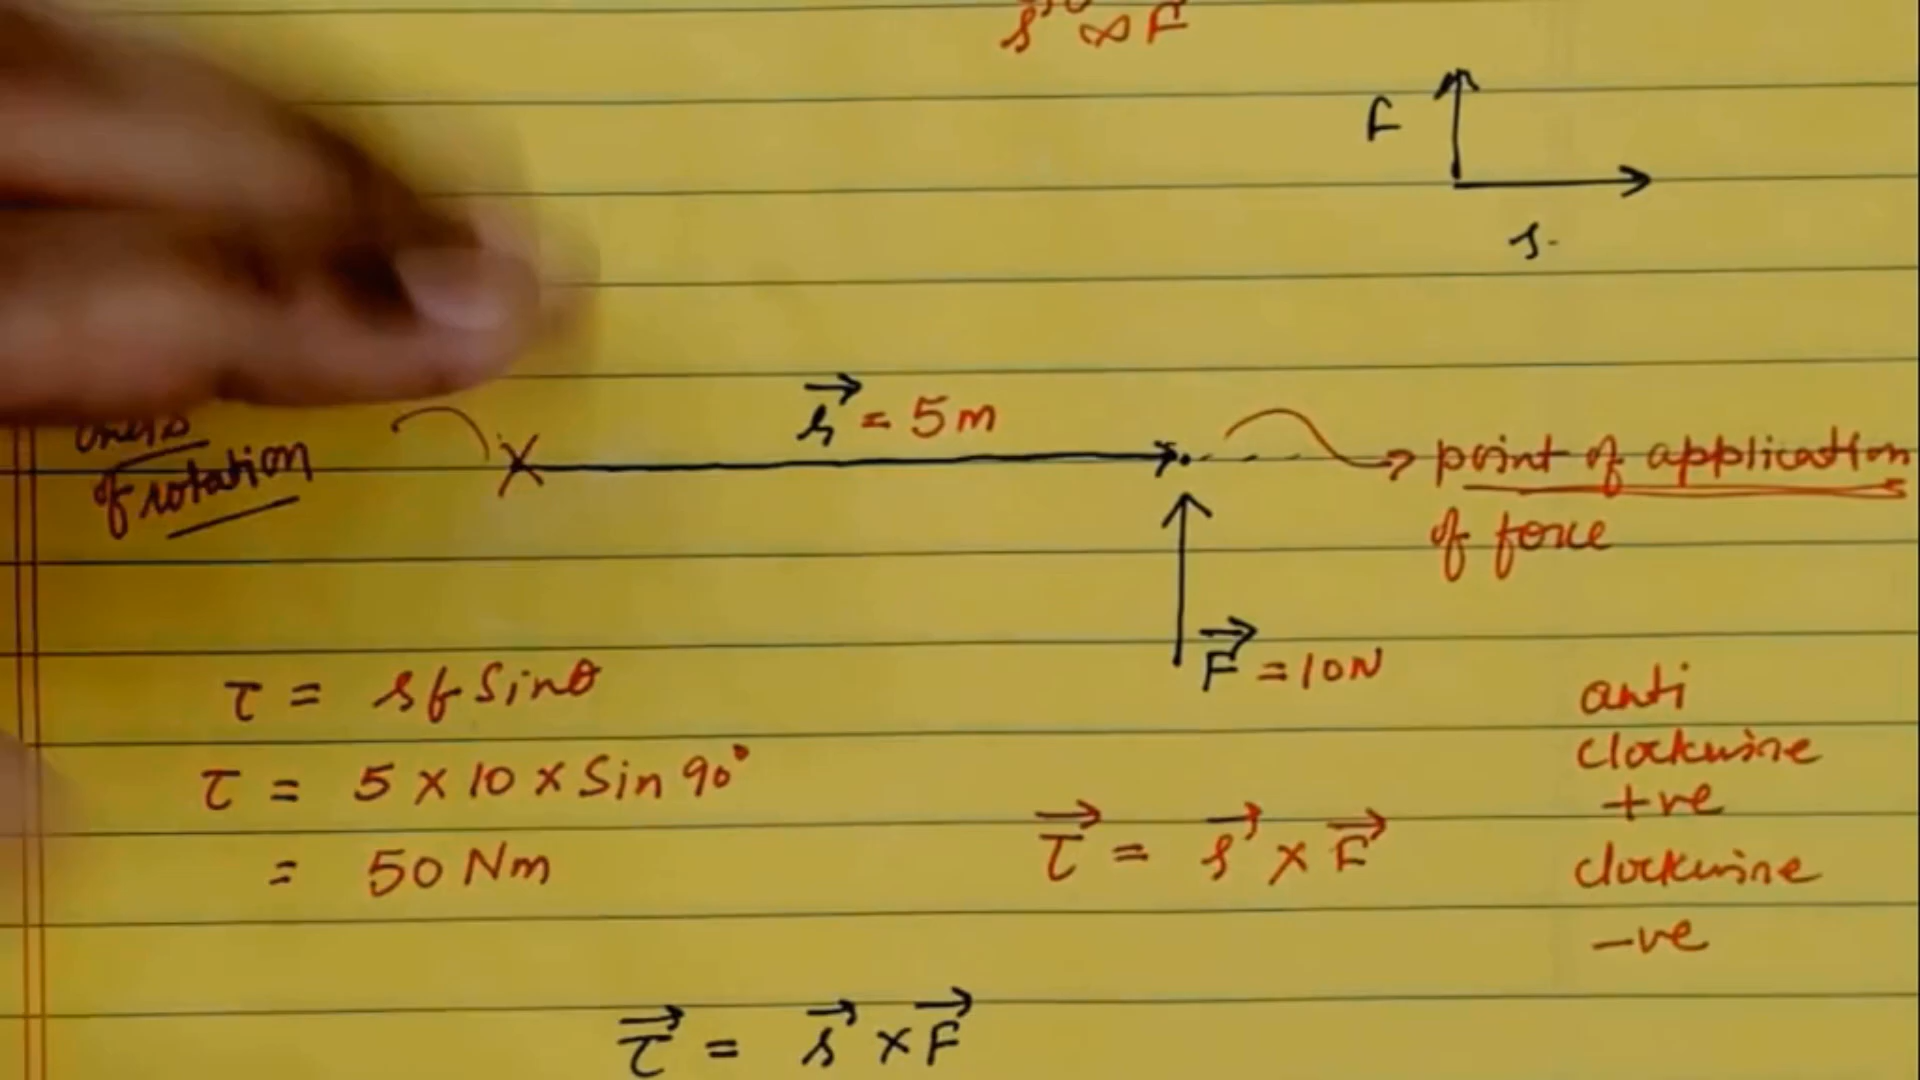 F
r
r⃗ = 5m
of rotation
point of application
of force
F⃗ = 10N
τ = rf Sinθ
τ = 5 × 10 × Sin 90°
= 50 Nm
τ⃗ = r⃗ × F⃗
anti
clockwise
+ve
clockwise
-ve
τ⃗ = r⃗ × F⃗